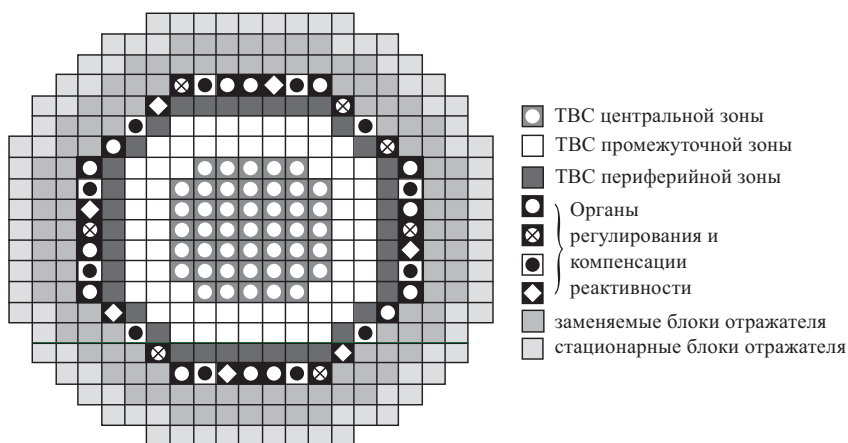 ТВС центральной зоны
ТВС промежуточной зоны
ТВС периферийной зоны
Органы
регулирования и
компенсации
реактивности
заменяемые блоки отражателя
стационарные блоки отражателя